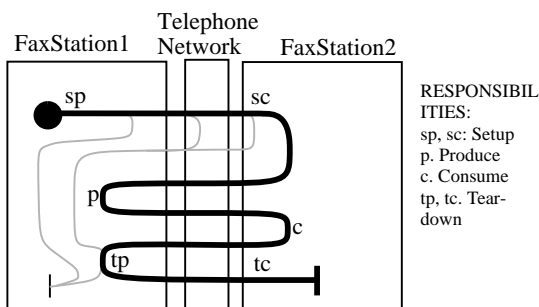 Telephone
FaxStation1 Network FaxStation2
sp sc
p
c
tp tc
RESPONSIBIL
ITIES:
sp, sc: Setup
p. Produce
c. Consume
tp, tc. Tear-
down